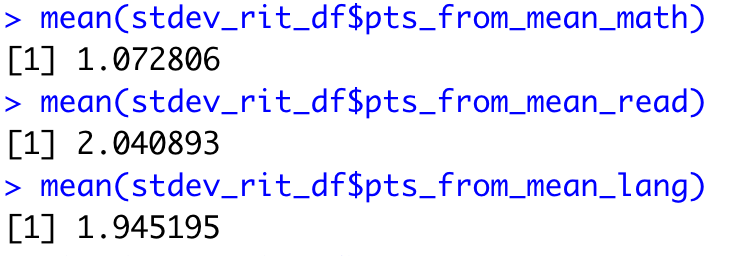 > mean(stdev_rit_df$pts_from_mean_math)
[1] 1.072806
> mean(stdev_rit_df$pts_from_mean_read)
[1] 2.040893
> mean(stdev_rit_df$pts_from_mean_lang)
[1] 1.945195